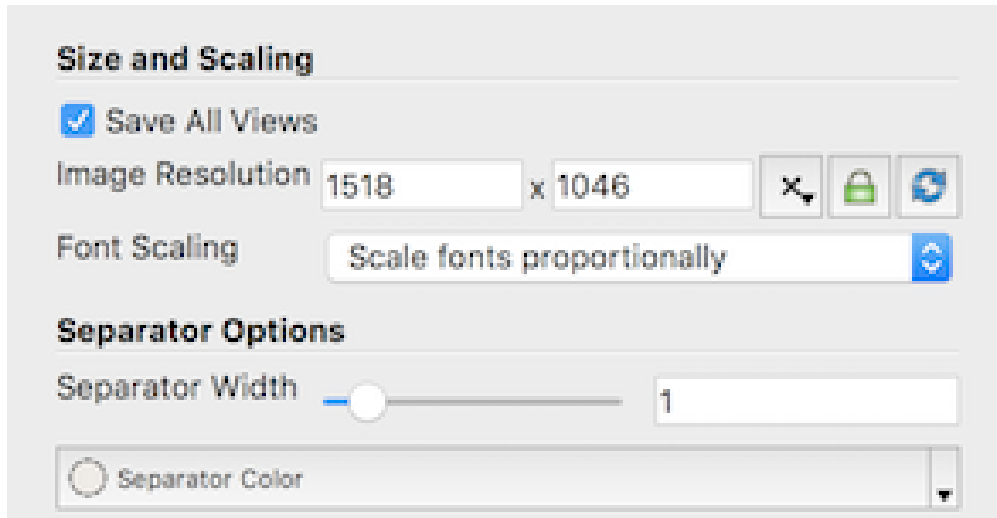 Size and Scaling
Save All Views
Image Resolution 1518 x 1046 x
Font Scaling Scale fonts proportionally
Separator Options
Separator Width 1
Separator Color